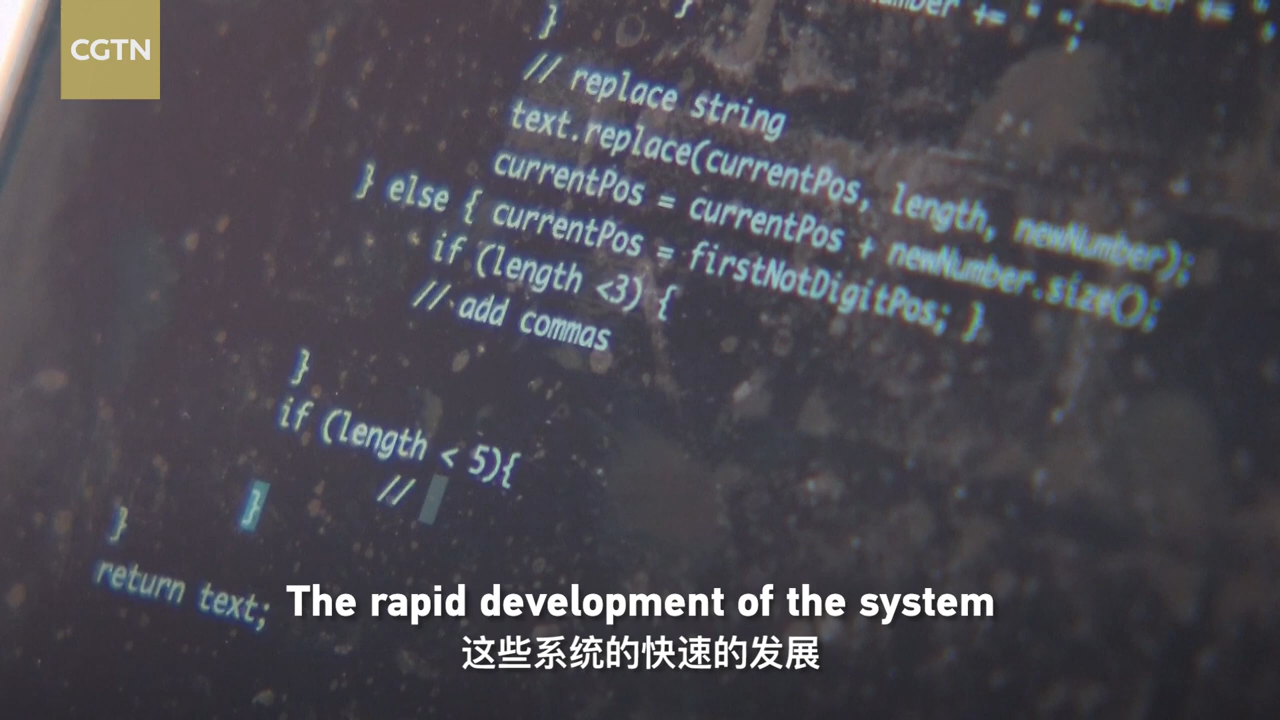 CGTN
}
}
umber += " ";
// replace string
text.replace(currentPos, length, newNumber);
currentPos = currentPos + newNumber.size();
} else { currentPos = firstNotDigitPos; }
if (length <3) {
// add commas
}
if (length < 5){
//
}
}
return text;
The rapid development of the system
这些系统的快速的发展